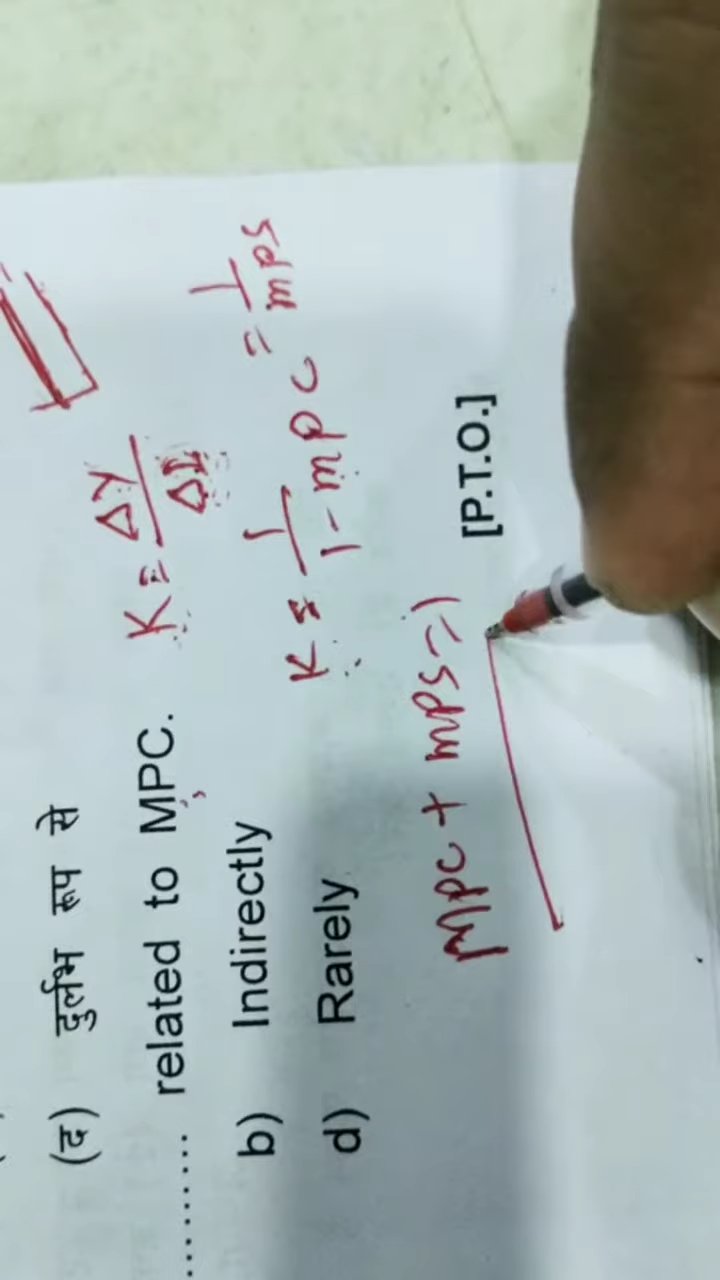 (द) दुर्लभ रूप से
......... related to MPC.
K = ΔY/ΔI
b) Indirectly
K = 1/1-mpc = 1/mps
d) Rarely
MPC + mps = 1
[P.T.O.]